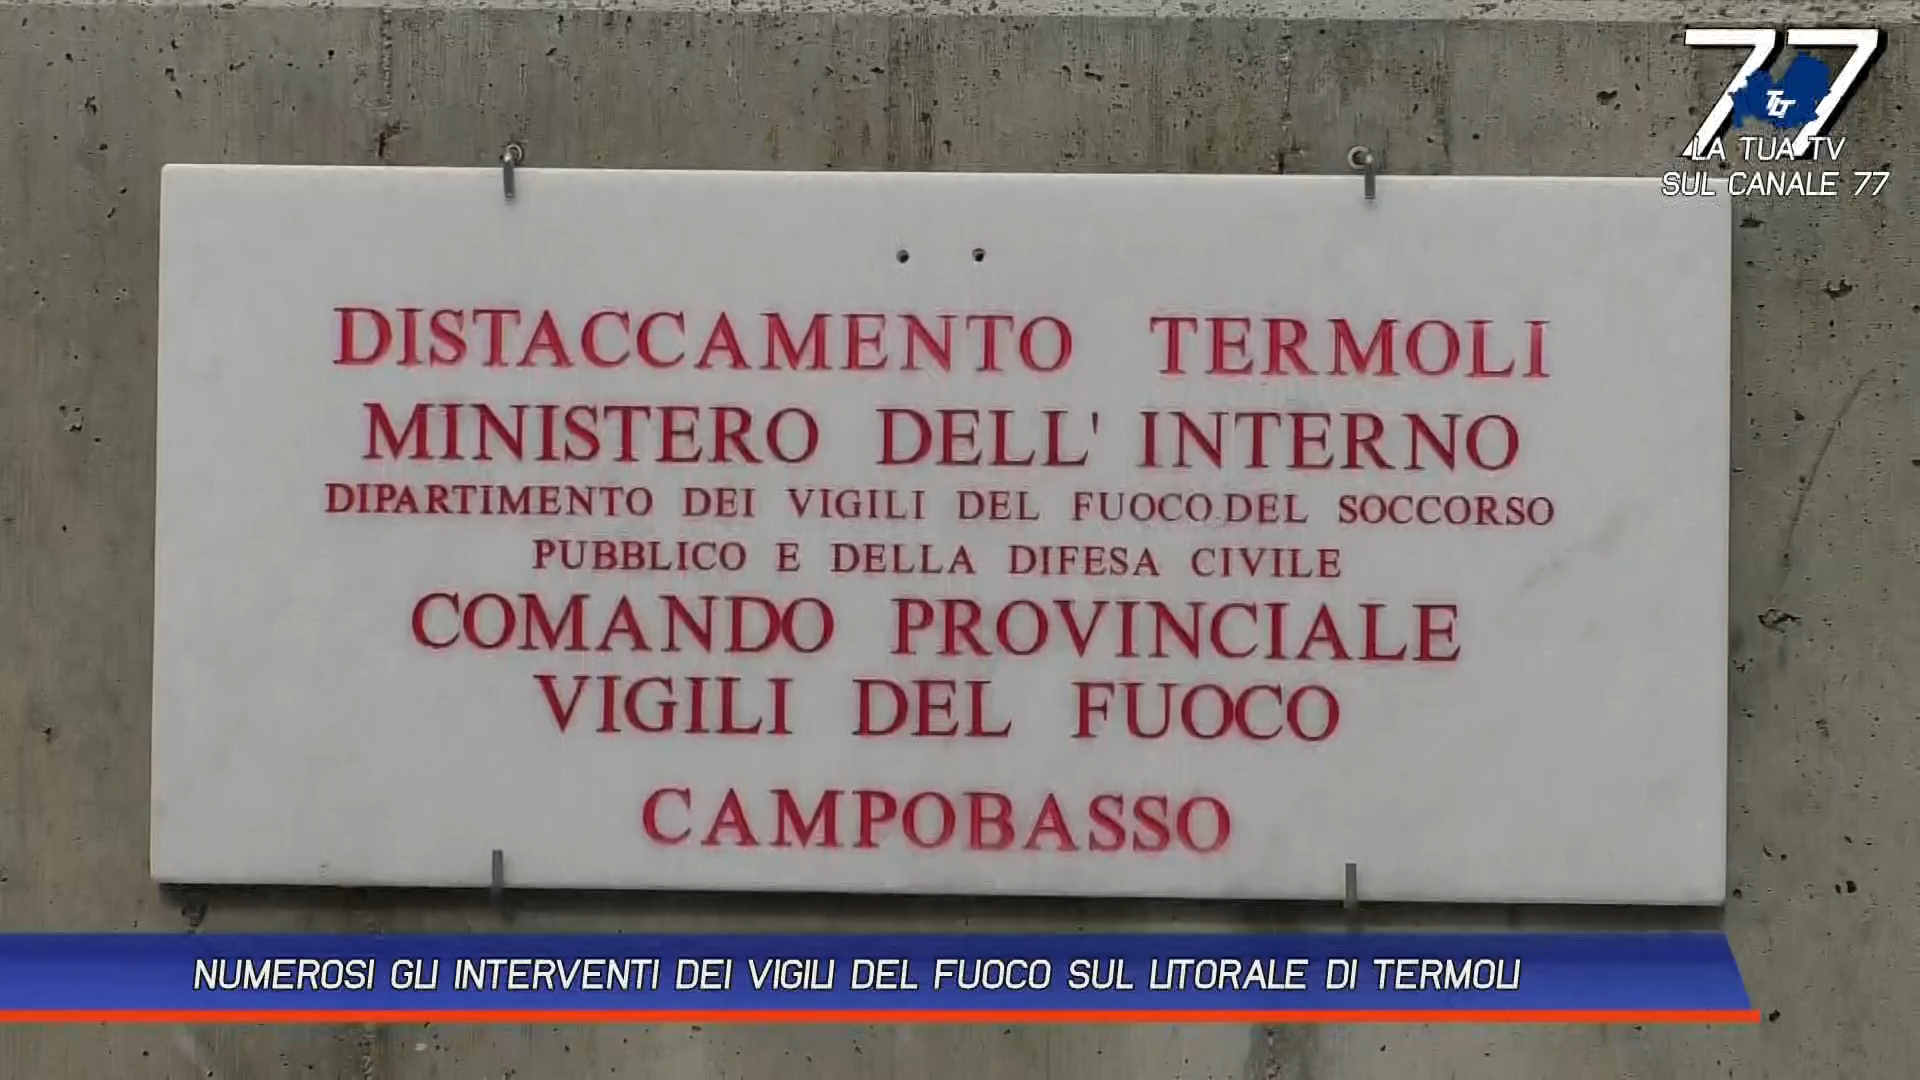 77
TLT
LA TUA TV
SUL CANALE 77
DISTACCAMENTO TERMOLI
MINISTERO DELL' INTERNO
DIPARTIMENTO DEI VIGILI DEL FUOCO DEL SOCCORSO
PUBBLICO E DELLA DIFESA CIVILE
COMANDO PROVINCIALE
VIGILI DEL FUOCO
CAMPOBASSO
NUMEROSI GLI INTERVENTI DEI VIGILI DEL FUOCO SUL LITORALE DI TERMOLI